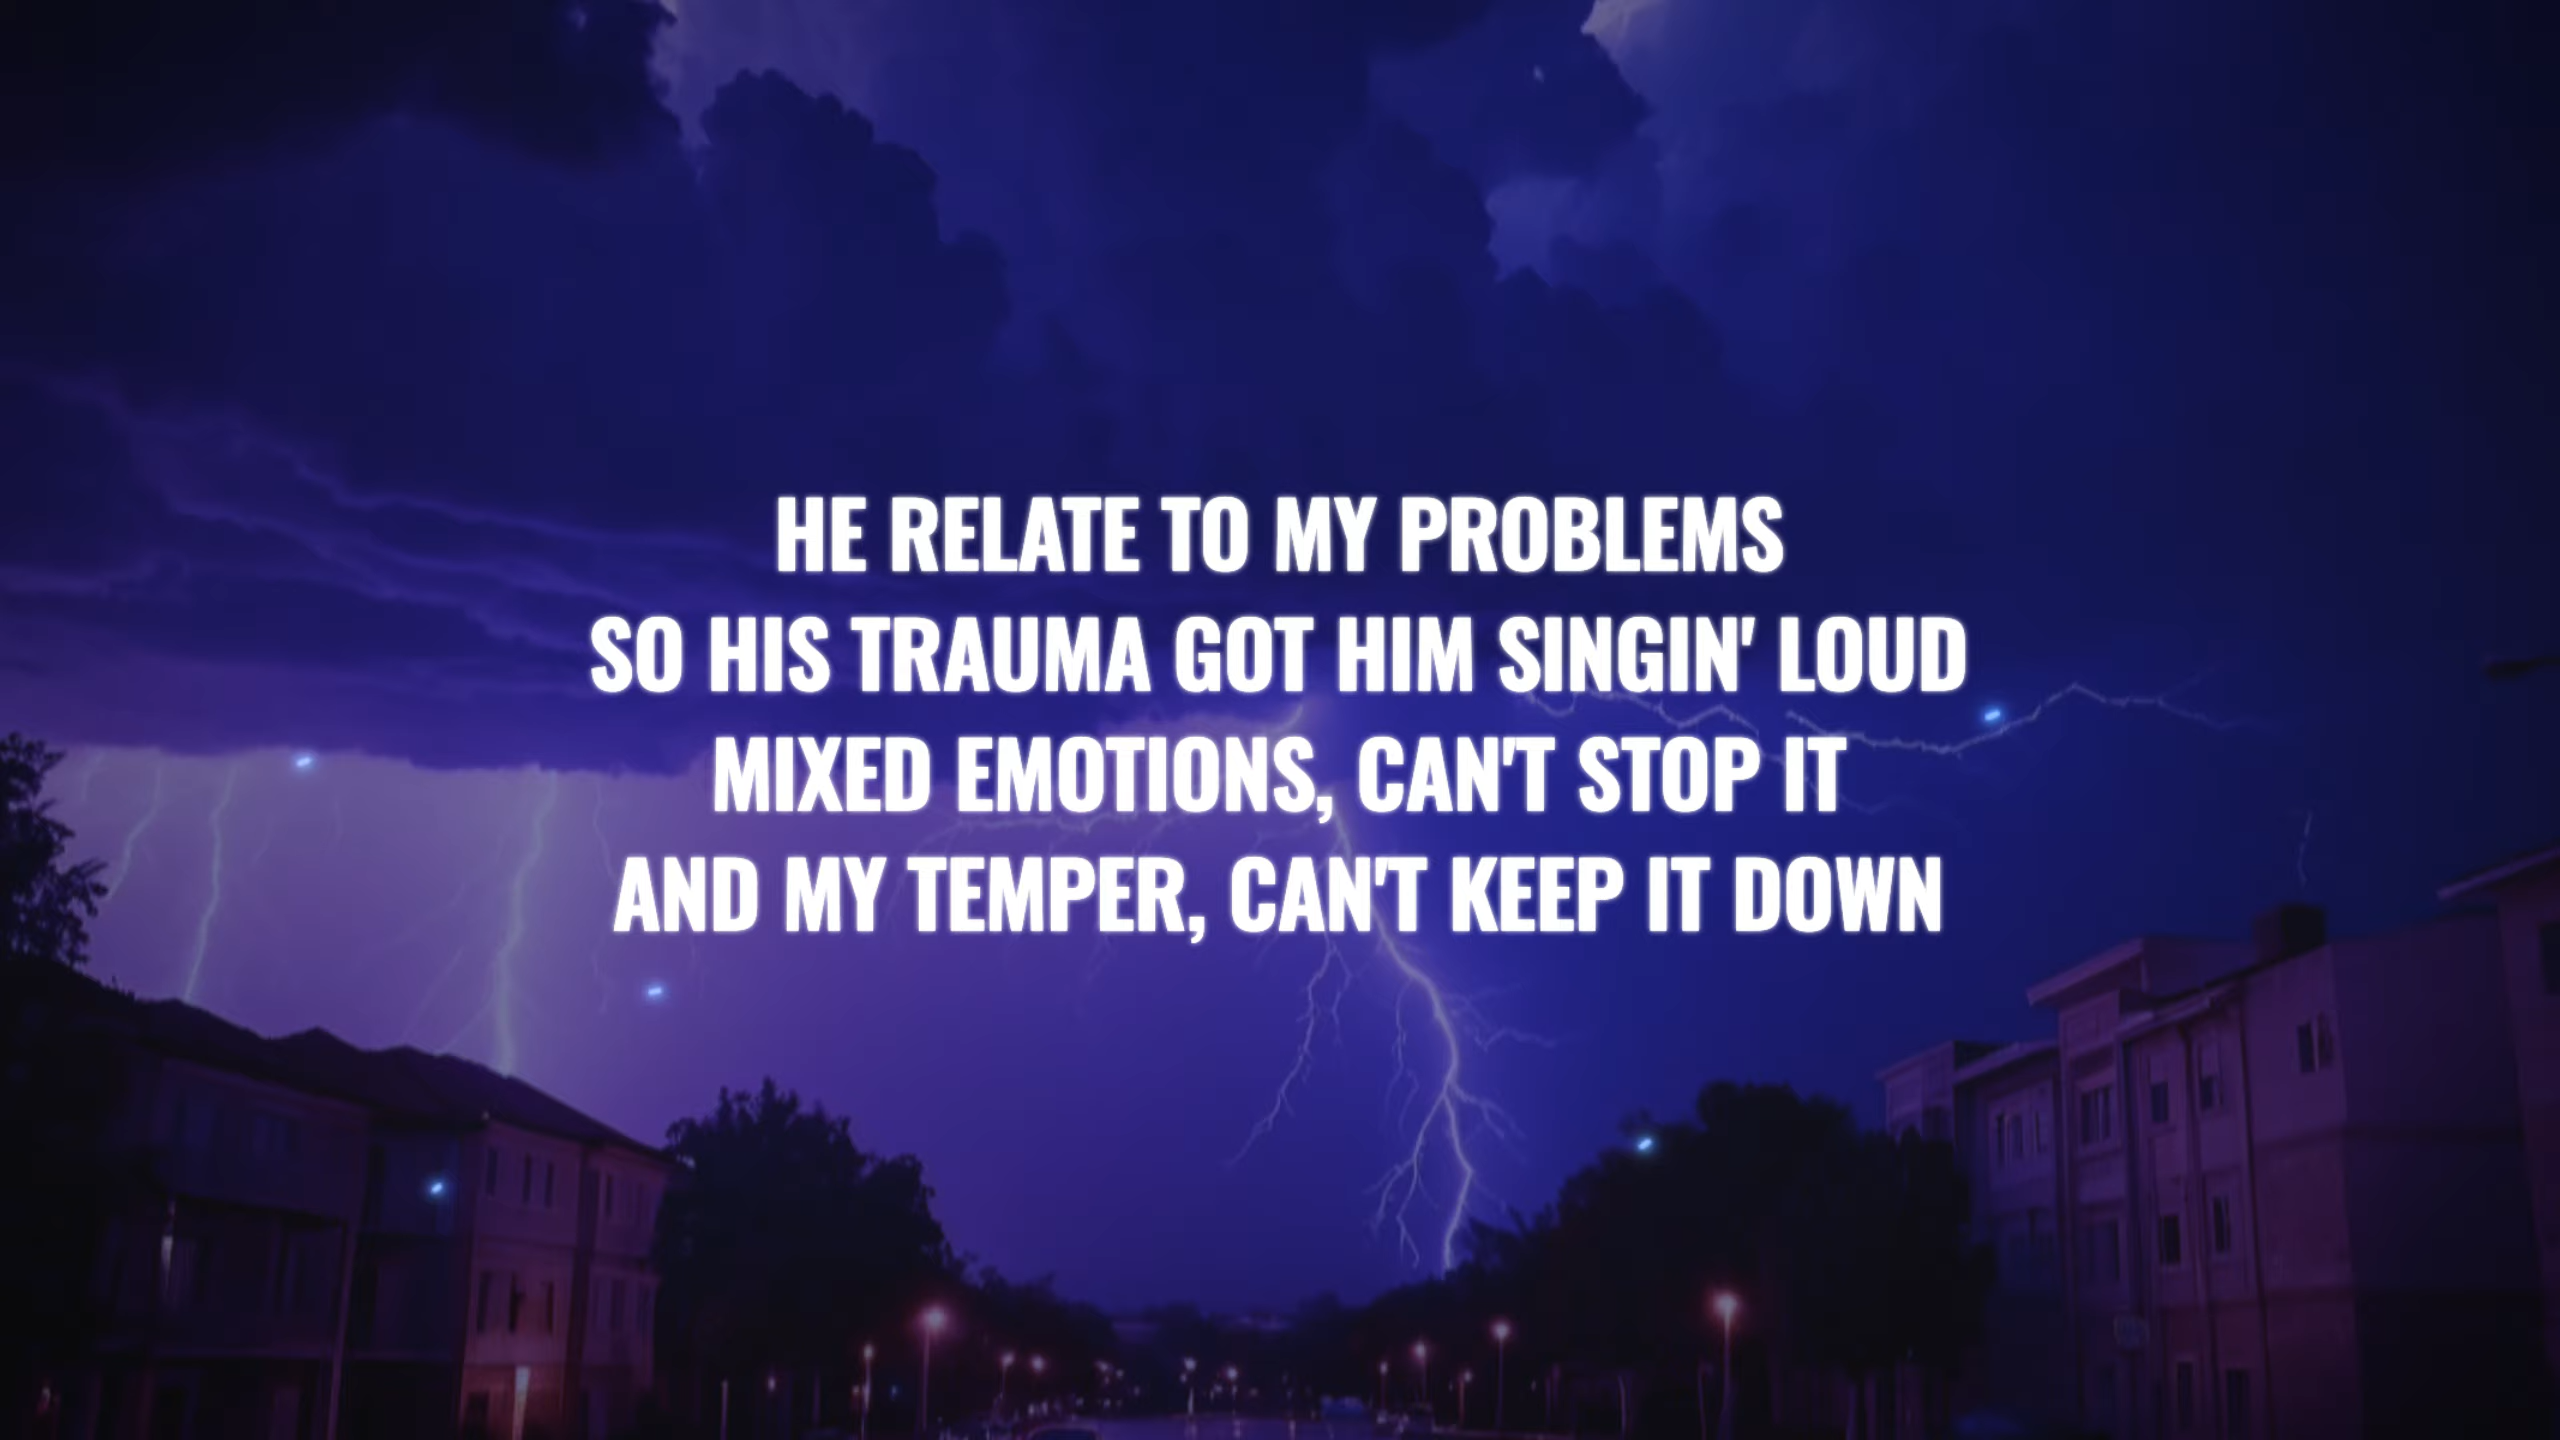 HE RELATE TO MY PROBLEMS
SO HIS TRAUMA GOT HIM SINGIN' LOUD
MIXED EMOTIONS, CAN'T STOP IT
AND MY TEMPER, CAN'T KEEP IT DOWN